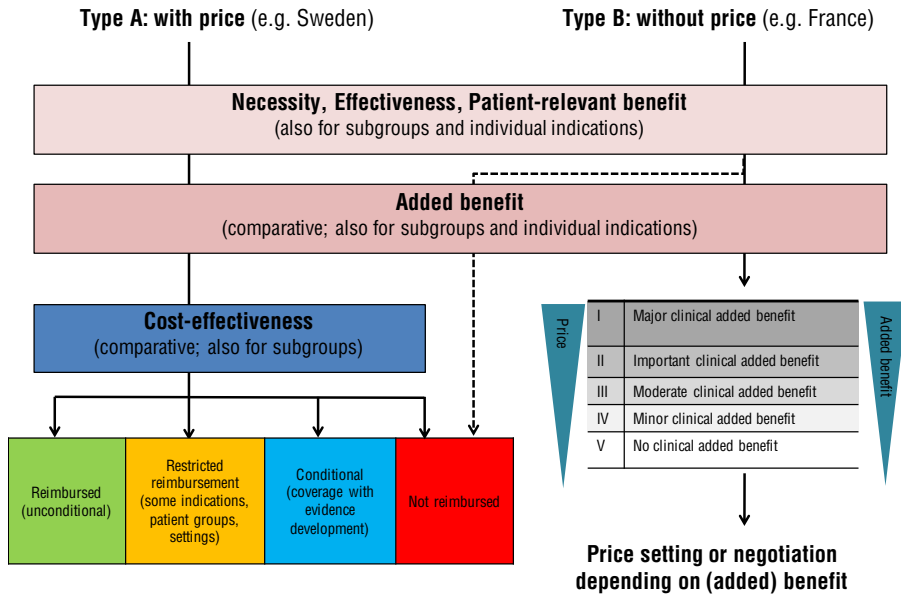 Type A: with price (e.g. Sweden)
Type B: without price (e.g. France)
Necessity, Effectiveness, Patient-relevant benefit
(also for subgroups and individual indications)
Added benefit
(comparative; also for subgroups and individual indications)
Cost-effectiveness
(comparative; also for subgroups)
Reimbursed
(unconditional)
Restricted
reimbursement
(some indications,
patient groups,
settings)
Conditional
(coverage with
evidence
development)
Not reimbursed
Price
I Major clinical added benefit
II Important clinical added benefit
III Moderate clinical added benefit
IV Minor clinical added benefit
V No clinical added benefit
Added benefit
Price setting or negotiation
depending on (added) benefit